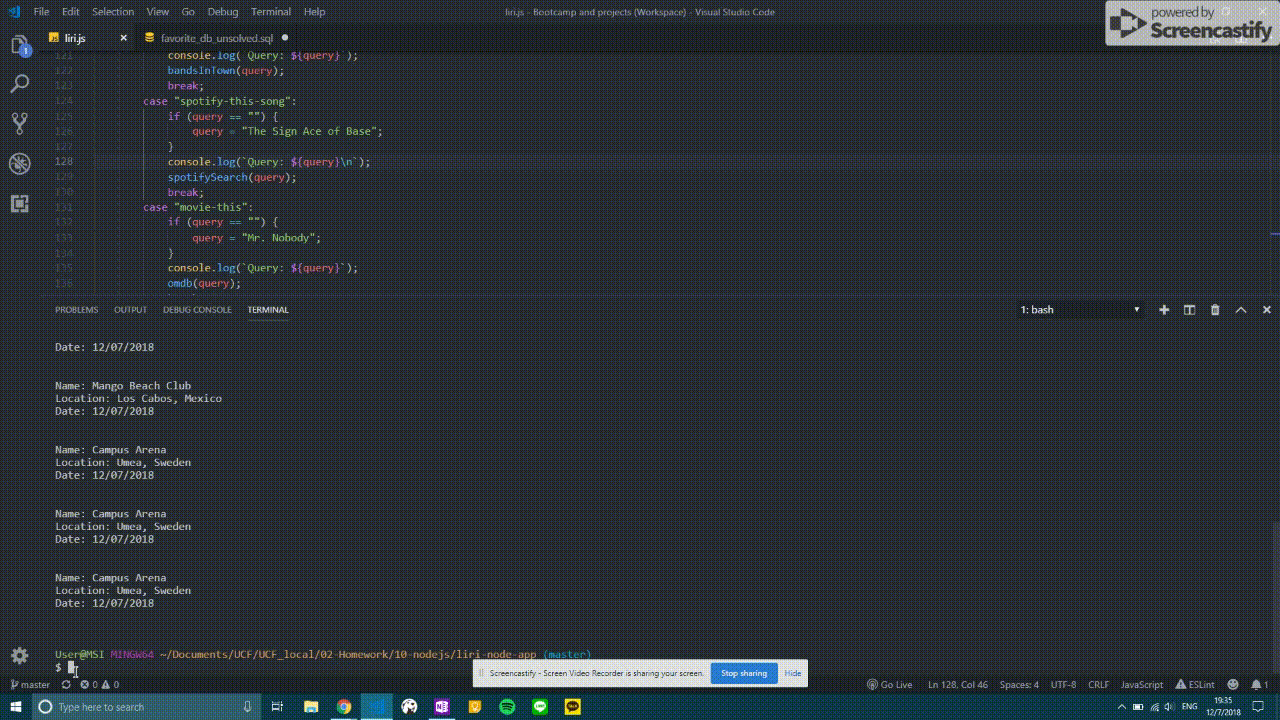 File Edit Selection View Go Debug Terminal Help
liri.js - Bootcamp and projects (Workspace) - Visual Studio Code
powered by
Screencastify
liri.js
favorite_db_unsolved.sql
121 console.log(`Query: ${query}`);
122 bandsInTown(query);
123 break;
124 case "spotify-this-song":
125 if (query == "") {
126 query = "The Sign Ace of Base";
127 }
128 console.log(`Query: ${query}\n`);
129 spotifySearch(query);
130 break;
131 case "movie-this":
132 if (query == "") {
133 query = "Mr. Nobody";
134 }
135 console.log(`Query: ${query}`);
136 omdb(query);
PROBLEMS OUTPUT DEBUG CONSOLE TERMINAL 1: bash
Date: 12/07/2018
Name: Mango Beach Club
Location: Los Cabos, Mexico
Date: 12/07/2018
Name: Campus Arena
Location: Umea, Sweden
Date: 12/07/2018
Name: Campus Arena
Location: Umea, Sweden
Date: 12/07/2018
Name: Campus Arena
Location: Umea, Sweden
Date: 12/07/2018
User@MSI MINGW64 ~/Documents/UCF/UCF_local/02-Homework/10-nodejs/liri-node-app (master)
$
Screencastify - Screen Video Recorder is sharing your screen. Stop sharing Hide
master 0 0 Go Live Ln 128, Col 46 Spaces: 4 UTF-8 CRLF JavaScript ESLint 1
Type here to search
ENG
19:35
12/7/2018